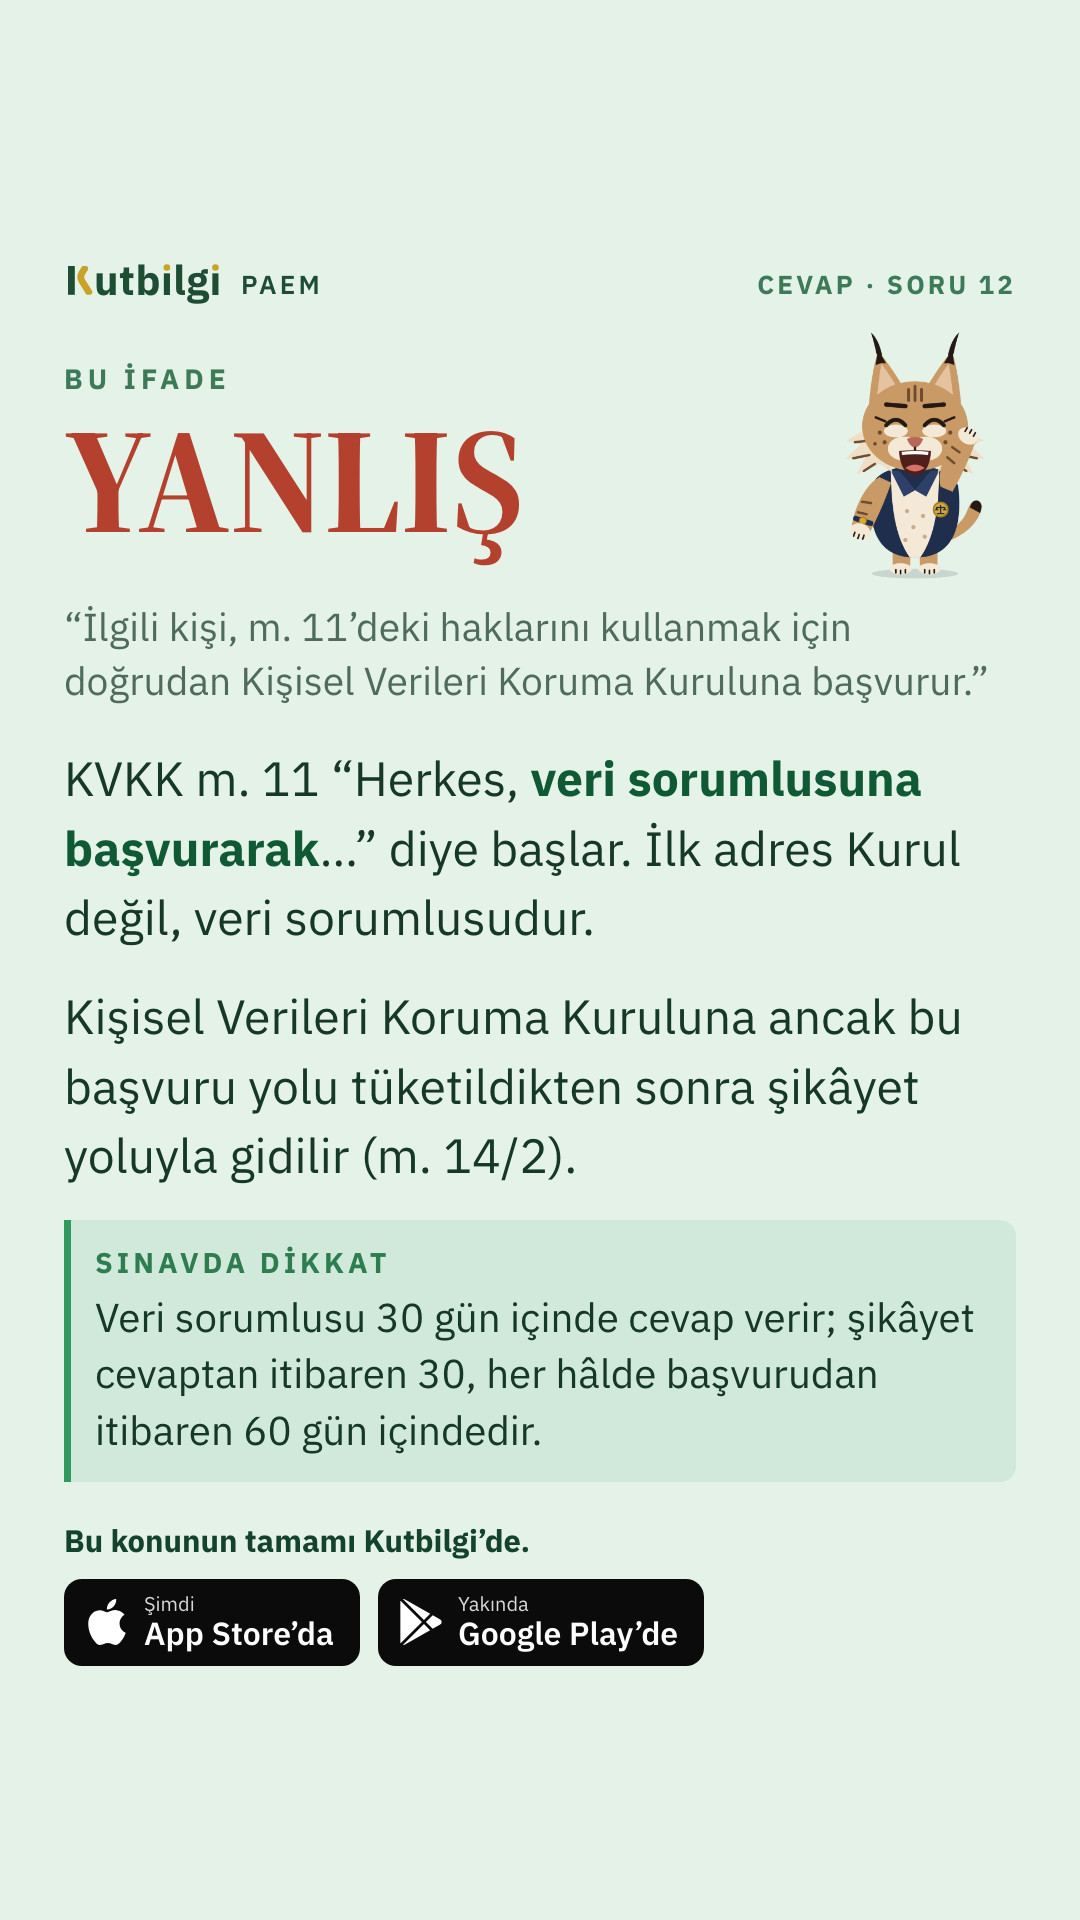 Kutbilgi PAEM
CEVAP · SORU 12
BU İFADE
YANLIŞ
“İlgili kişi, m. 11’deki haklarını kullanmak için
doğrudan Kişisel Verileri Koruma Kuruluna başvurur.”
KVKK m. 11 “Herkes, veri sorumlusuna
başvurarak…” diye başlar. İlk adres Kurul
değil, veri sorumlusudur.
Kişisel Verileri Koruma Kuruluna ancak bu
başvuru yolu tüketildikten sonra şikâyet
yoluyla gidilir (m. 14/2).
SINAVDA DİKKAT
Veri sorumlusu 30 gün içinde cevap verir; şikâyet
cevaptan itibaren 30, her hâlde başvurudan
itibaren 60 gün içindedir.
Bu konunun tamamı Kutbilgi’de.
Şimdi
App Store’da
Yakında
Google Play’de